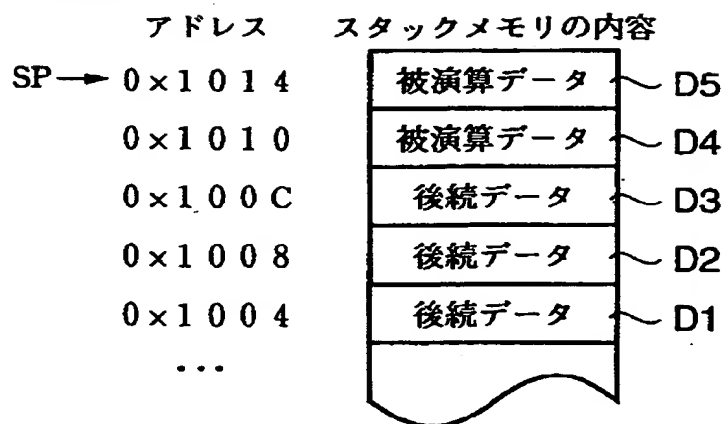 アドレス スタックメモリの内容
SP 0×1014 被演算データ D5
0×1010 被演算データ D4
0×100C 後続データ D3
0×1008 後続データ D2
0×1004 後続データ D1
...